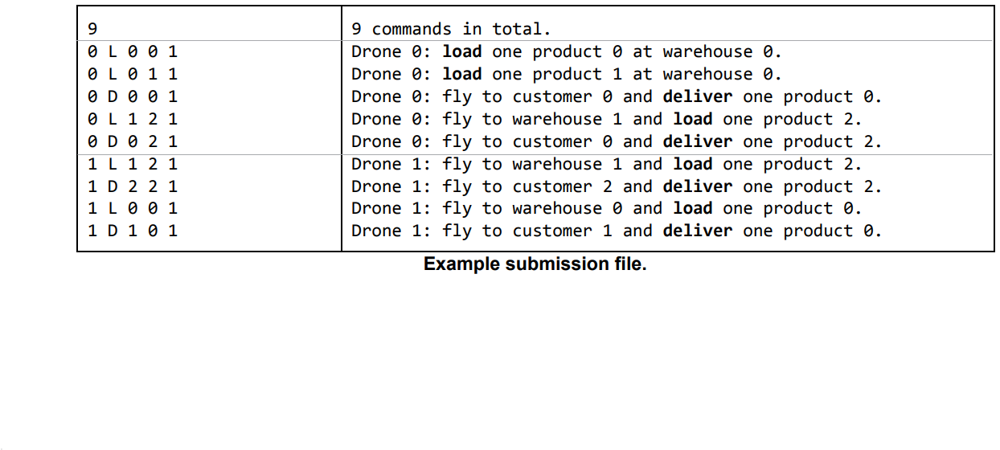 9 9 commands in total.
0 L 0 0 1 Drone 0: load one product 0 at warehouse 0.
0 L 0 1 1 Drone 0: load one product 1 at warehouse 0.
0 D 0 0 1 Drone 0: fly to customer 0 and deliver one product 0.
0 L 1 2 1 Drone 0: fly to warehouse 1 and load one product 2.
0 D 0 2 1 Drone 0: fly to customer 0 and deliver one product 2.
1 L 1 2 1 Drone 1: fly to warehouse 1 and load one product 2.
1 D 2 2 1 Drone 1: fly to customer 2 and deliver one product 2.
1 L 0 0 1 Drone 1: fly to warehouse 0 and load one product 0.
1 D 1 0 1 Drone 1: fly to customer 1 and deliver one product 0.
Example submission file.